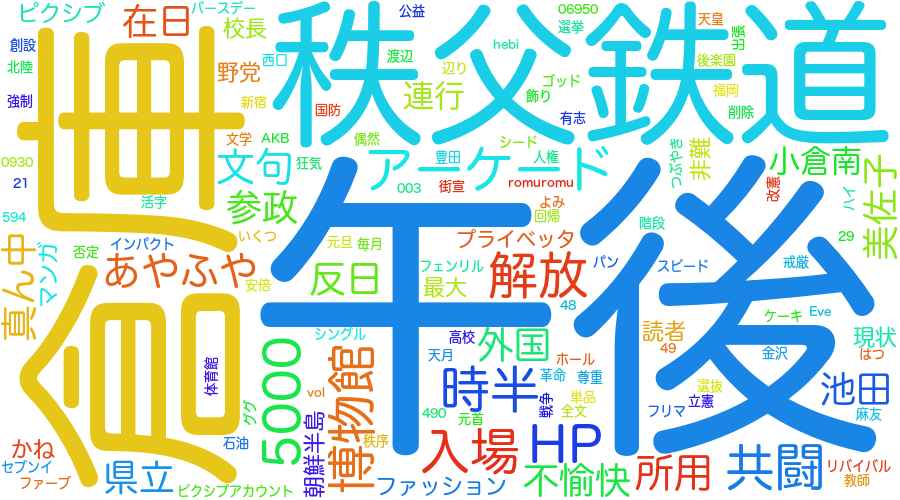 ピクシブ
在日
バースデー
校長
秩父鉄道
公益
06950
選挙
天皇
出張
創設
北陸
野党
西口
渡辺
hebi
辺り
ゴッド
飾り
後楽園
福岡
強制
新宿
国防
連行
有志
削除
会車
文学
AKB
偶然
シード
0930
文句
狂気
豊田
人権
アーケード
つぶやき
非難
小倉南
21
003
街宣
romuromu
改憲
ハイ
美佐子
594
活字
参政
午後
よみ
回帰
階段
29
真ん中
マンガ
否定
インパクト
いくつ
元旦
毎月
プライベッタ
あやふや
安倍
反日
フェンリル
最大
解放
パン
スピード
戒厳
48
Eve
シングル
高校
外国
読者
ケーキ
現状
49
金沢
はつ
5000
体育館
博物館
天月
ホール
時半
革命
尊重
選抜
池田
vol
戦争
単品
立憲
490
元首
全文
フリマ
麻友
ググ
朝鮮半島
石油
秩序
かね
入場
HP
セブンイ
ファーブ
県立
ピクシブアカウント
ファッション
不愉快
所用
共闘
リバイバル
教師